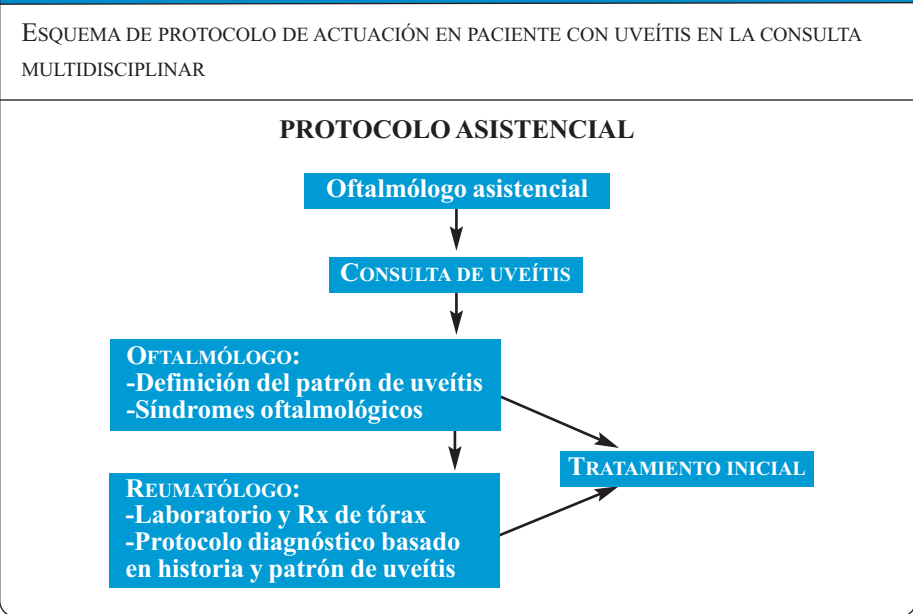 ESQUEMA DE PROTOCOLO DE ACTUACIÓN EN PACIENTE CON UVEÍTIS EN LA CONSULTA
MULTIDISCIPLINAR
PROTOCOLO ASISTENCIAL
Oftalmólogo asistencial
CONSULTA DE UVEÍTIS
OFTALMÓLOGO:
-Definición del patrón de uveítis
-Síndromes oftalmológicos
TRATAMIENTO INICIAL
REUMATÓLOGO:
-Laboratorio y Rx de tórax
-Protocolo diagnóstico basado
en historia y patrón de uveítis